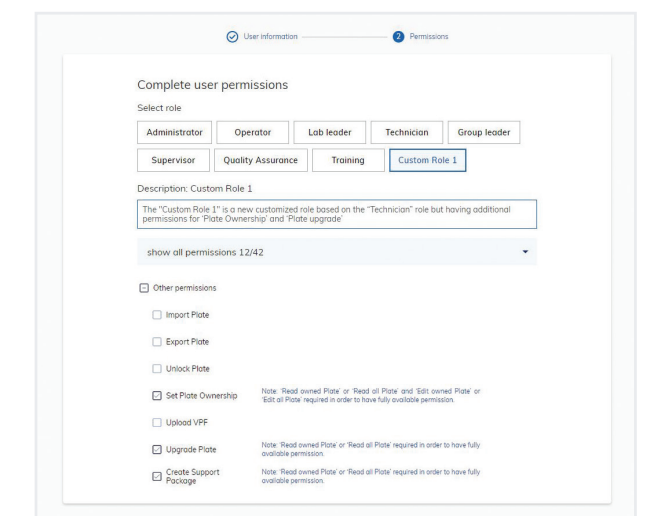 User information
2 Permissions
Complete user permissions
Select role
Administrator Operator Lab leader Technician Group leader
Supervisor Quality Assurance Training Custom Role 1
Description: Custom Role 1
The "Custom Role 1" is a new customized role based on the "Technician" role but having additional
permissions for 'Plate Ownership' and 'Plate upgrade'
show all permissions 12/42
Other permissions
Import Plate
Export Plate
Unlock Plate
Set Plate Ownership
Note: 'Read owned Plate' or 'Read all Plate' and 'Edit owned Plate' or
'Edit all Plate' required in order to have fully available permission.
Upload VPF
Upgrade Plate
Note: 'Read owned Plate' or 'Read all Plate' required in order to have fully
available permission.
Create Support
Package
Note: 'Read owned Plate' or 'Read all Plate' required in order to have fully
available permission.